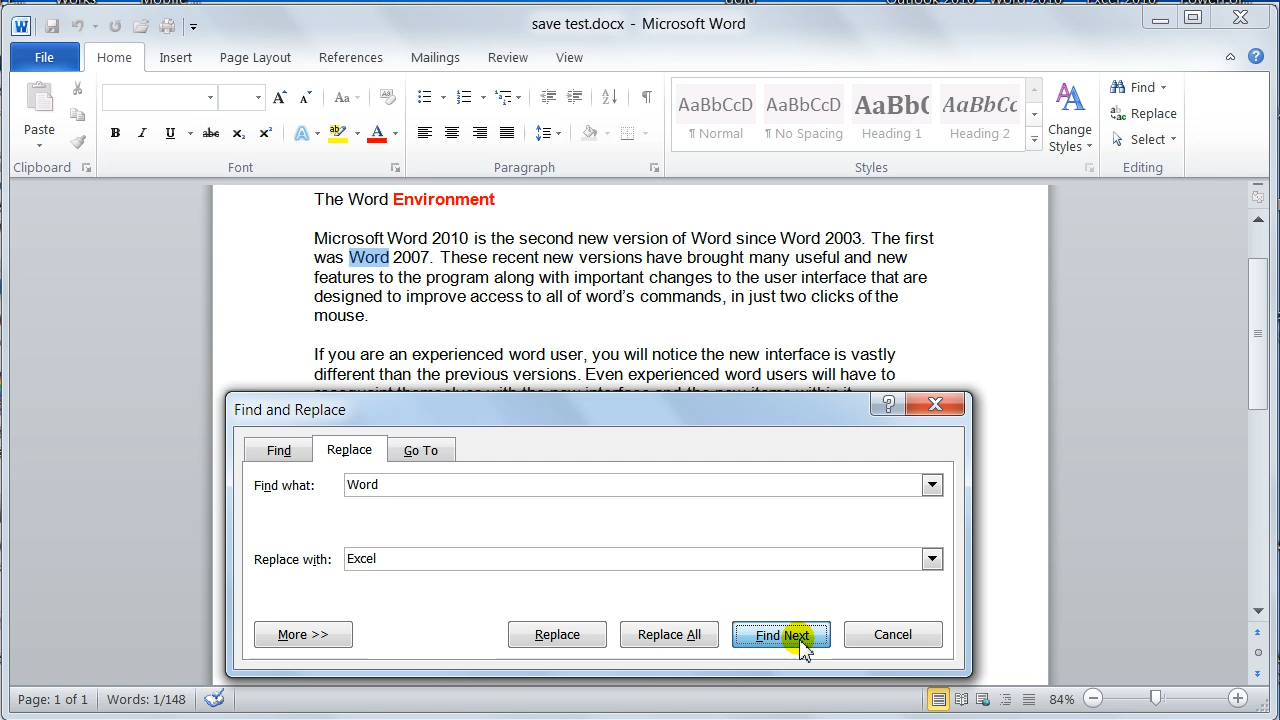 save test.docx - Microsoft Word
File Home Insert Page Layout References Mailings Review View
Paste
Clipboard
Font
Paragraph
AaBbCcD AaBbCcD AaBbC AaBbCc
¶ Normal ¶ No Spacing Heading 1 Heading 2
Change
Styles
Styles
Find
Replace
Select
Editing
The Word Environment
Microsoft Word 2010 is the second new version of Word since Word 2003. The first
was Word 2007. These recent new versions have brought many useful and new
features to the program along with important changes to the user interface that are
designed to improve access to all of word's commands, in just two clicks of the
mouse.
If you are an experienced word user, you will notice the new interface is vastly
different than the previous versions. Even experienced word users will have to
Find and Replace
Find Replace Go To
Find what: Word
Replace with: Excel
More >> Replace Replace All Find Next Cancel
Page: 1 of 1 Words: 1/148 84%